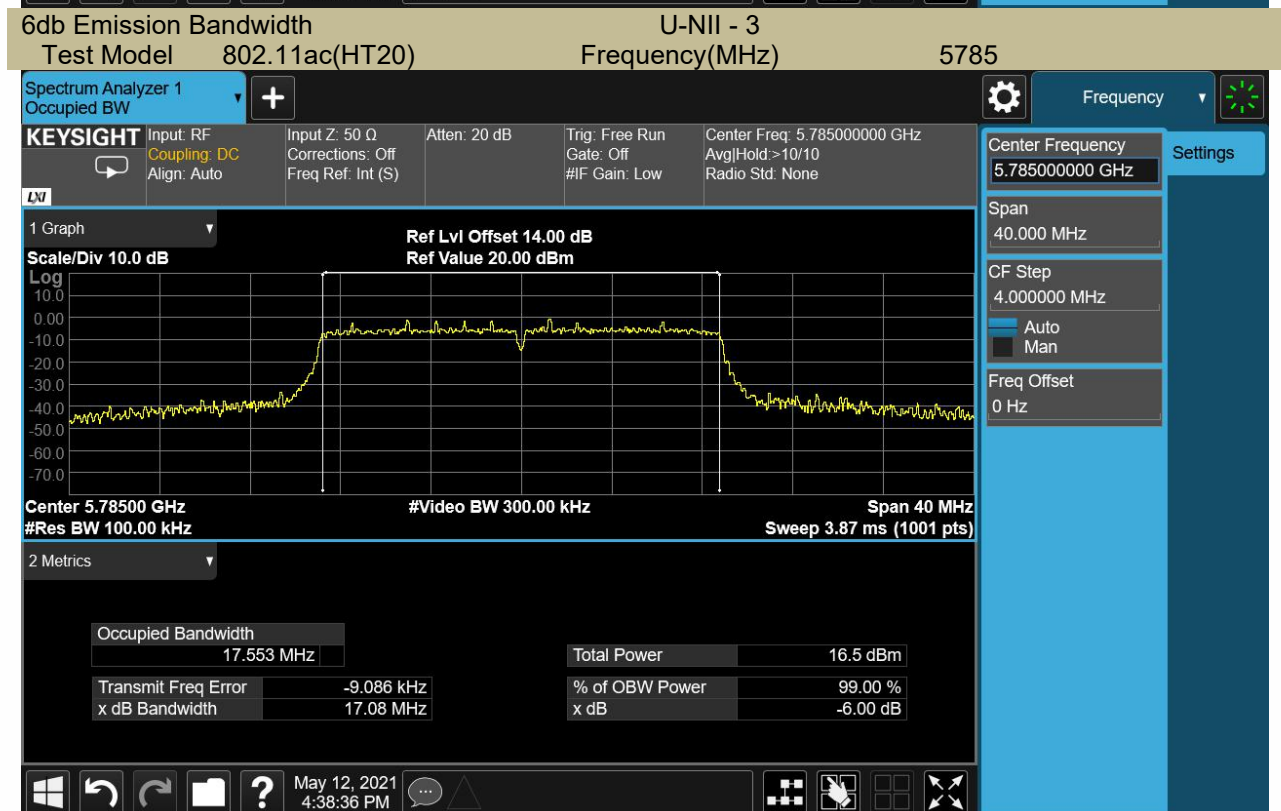 6db Emission Bandwidth U-NII - 3
Test Model 802.11ac(HT20) Frequency(MHz) 5785
Spectrum Analyzer 1
Occupied BW
+
Frequency
KEYSIGHT
LXI
Input: RF
Coupling: DC
Align: Auto
Input Z: 50 Ω
Corrections: Off
Freq Ref: Int (S)
Atten: 20 dB
Trig: Free Run
Gate: Off
#IF Gain: Low
Center Freq: 5.785000000 GHz
Avg|Hold:>10/10
Radio Std: None
Center Frequency
5.785000000 GHz
Settings
Span
40.000 MHz
CF Step
4.000000 MHz
Auto
Man
Freq Offset
0 Hz
1 Graph
Scale/Div 10.0 dB
Ref Lvl Offset 14.00 dB
Ref Value 20.00 dBm
Log
10.0
0.00
-10.0
-20.0
-30.0
-40.0
-50.0
-60.0
-70.0
Center 5.78500 GHz #Video BW 300.00 kHz Span 40 MHz
#Res BW 100.00 kHz Sweep 3.87 ms (1001 pts)
2 Metrics
Occupied Bandwidth
17.553 MHz
Total Power 16.5 dBm
Transmit Freq Error -9.086 kHz
% of OBW Power 99.00 %
x dB Bandwidth 17.08 MHz
x dB -6.00 dB
?
May 12, 2021
4:38:36 PM